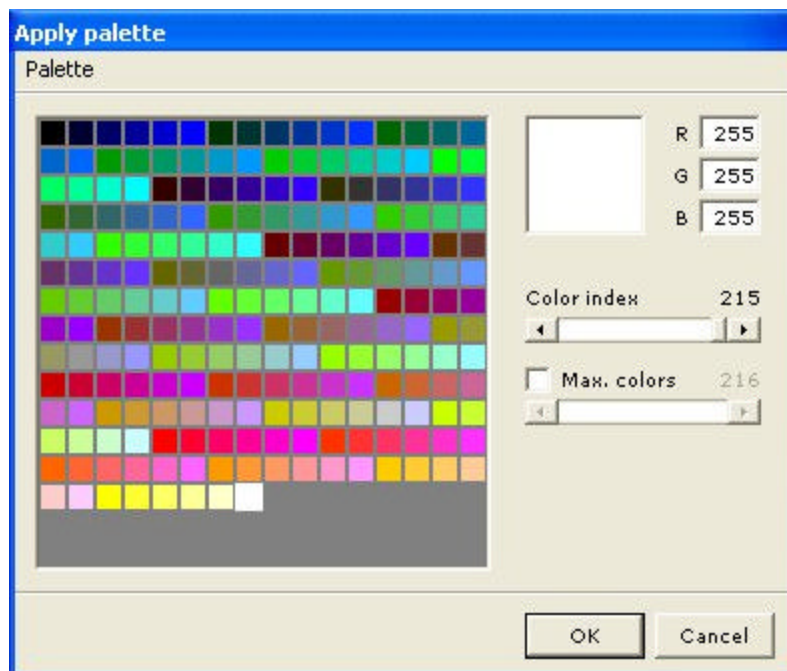 Apply palette
Palette
R 255
G 255
B 255
Color index 215
Max. colors 216
OK Cancel